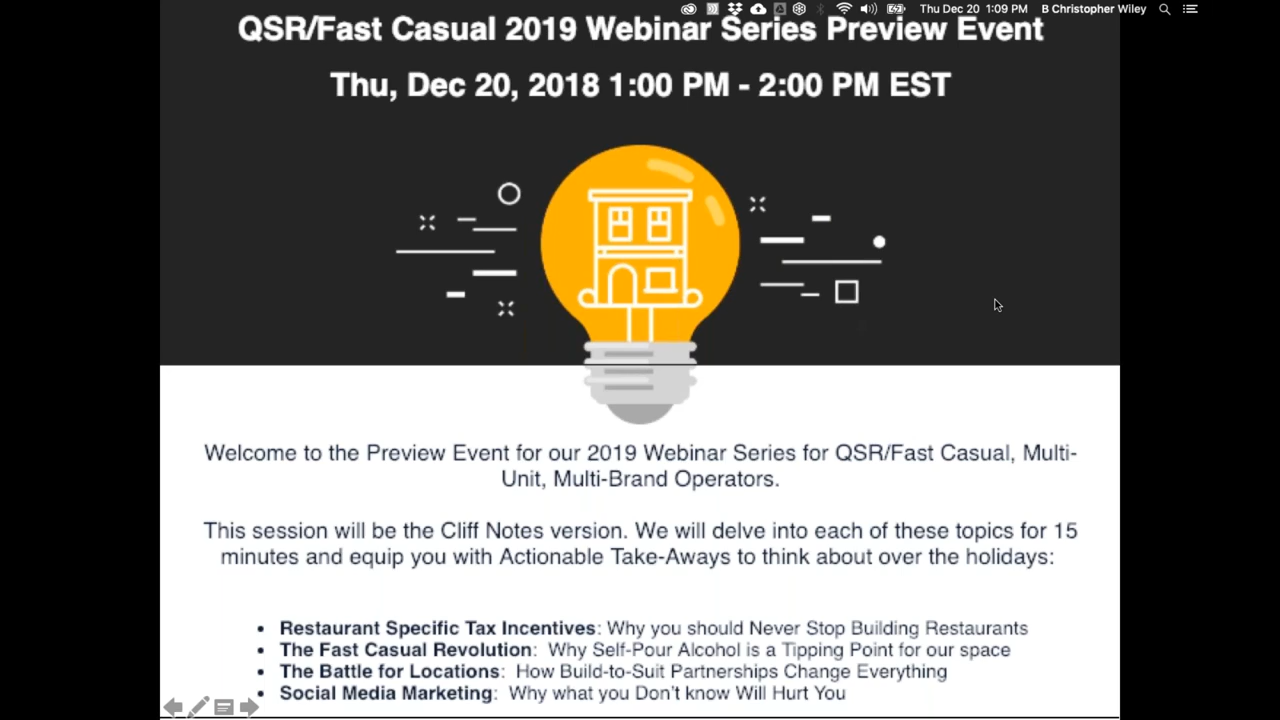 Thu Dec 20 1:09 PM B Christopher Wiley
QSR/Fast Casual 2019 Webinar Series Preview Event
Thu, Dec 20, 2018 1:00 PM - 2:00 PM EST
Welcome to the Preview Event for our 2019 Webinar Series for QSR/Fast Casual, Multi-
Unit, Multi-Brand Operators.
This session will be the Cliff Notes version. We will delve into each of these topics for 15
minutes and equip you with Actionable Take-Aways to think about over the holidays:
• Restaurant Specific Tax Incentives: Why you should Never Stop Building Restaurants
• The Fast Casual Revolution: Why Self-Pour Alcohol is a Tipping Point for our space
• The Battle for Locations: How Build-to-Suit Partnerships Change Everything
• Social Media Marketing: Why what you Don't know Will Hurt You